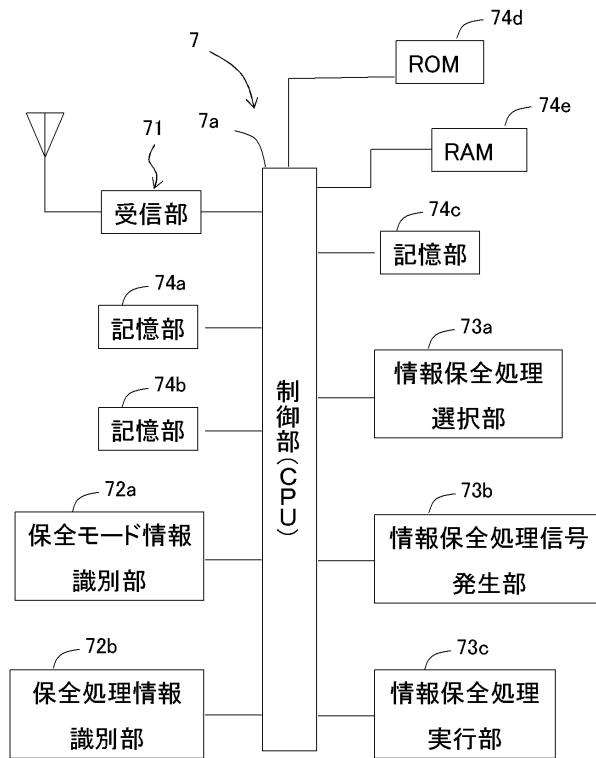 74d
7
ROM
7a
74e
71
RAM
受信部
74c
記憶部
74a
記憶部
73a
情報保全処理
選択部
74b
記憶部
制御部(CPU)
72a
保全モード情報
識別部
73b
情報保全処理信号
発生部
72b
保全処理情報
識別部
73c
情報保全処理
実行部